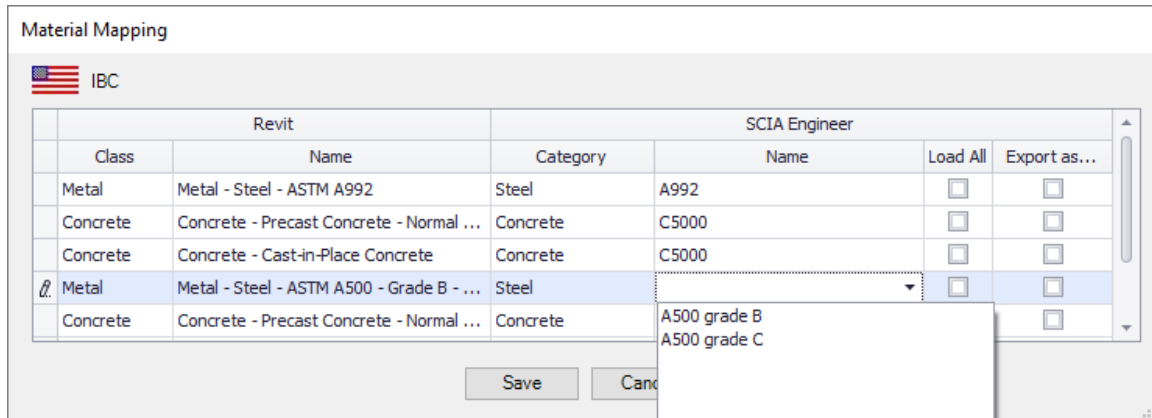 Material Mapping
IBC
Revit SCIA Engineer
Class Name Category Name Load All Export as...
Metal Metal - Steel - ASTM A992 Steel A992
Concrete Concrete - Precast Concrete - Normal ... Concrete C5000
Concrete Concrete - Cast-in-Place Concrete Concrete C5000
Metal Metal - Steel - ASTM A500 - Grade B - ... Steel
Concrete Concrete - Precast Concrete - Normal ... Concrete
A500 grade B
A500 grade C
Save Canc